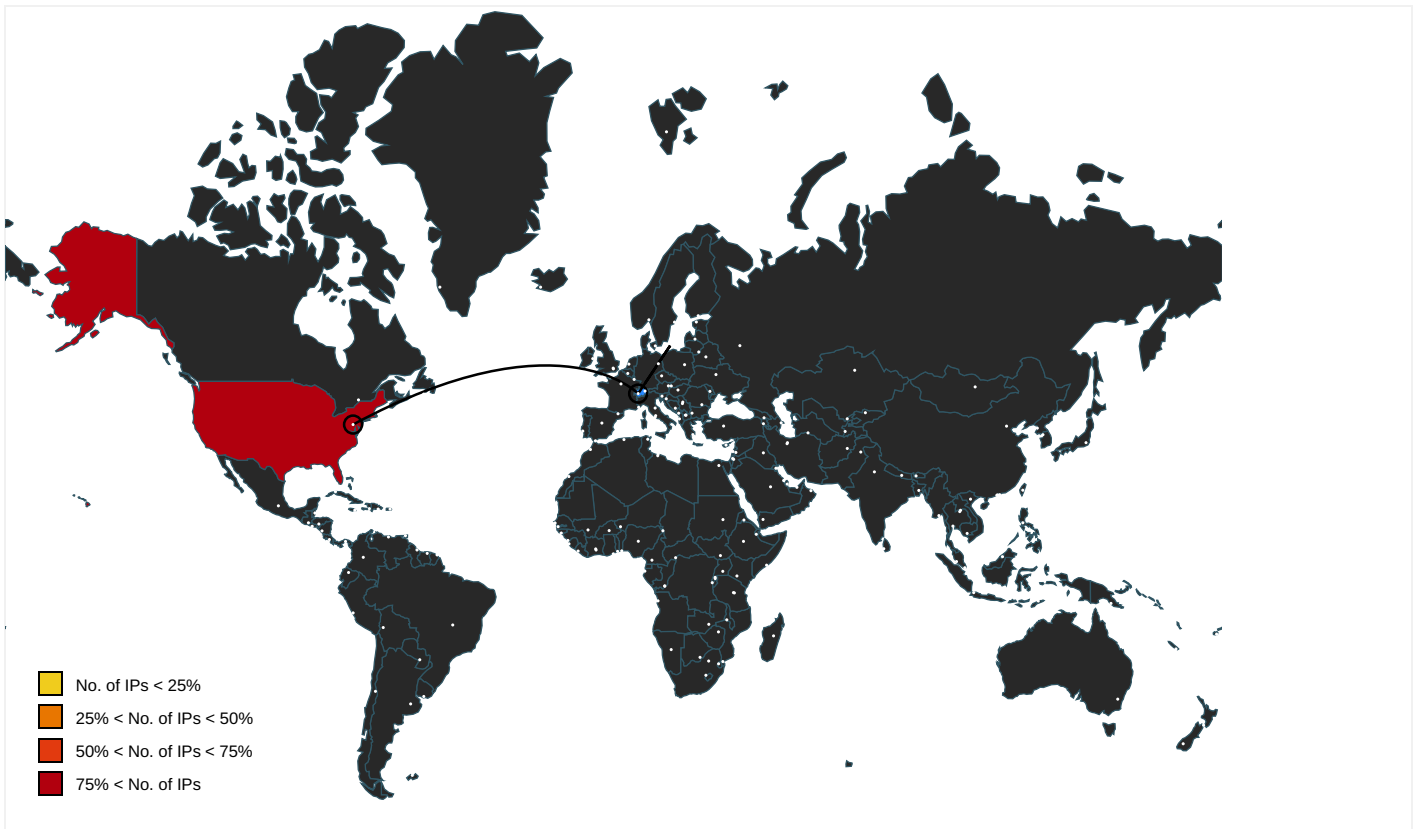 No. of IPs < 25%
25% < No. of IPs < 50%
50% < No. of IPs < 75%
75% < No. of IPs